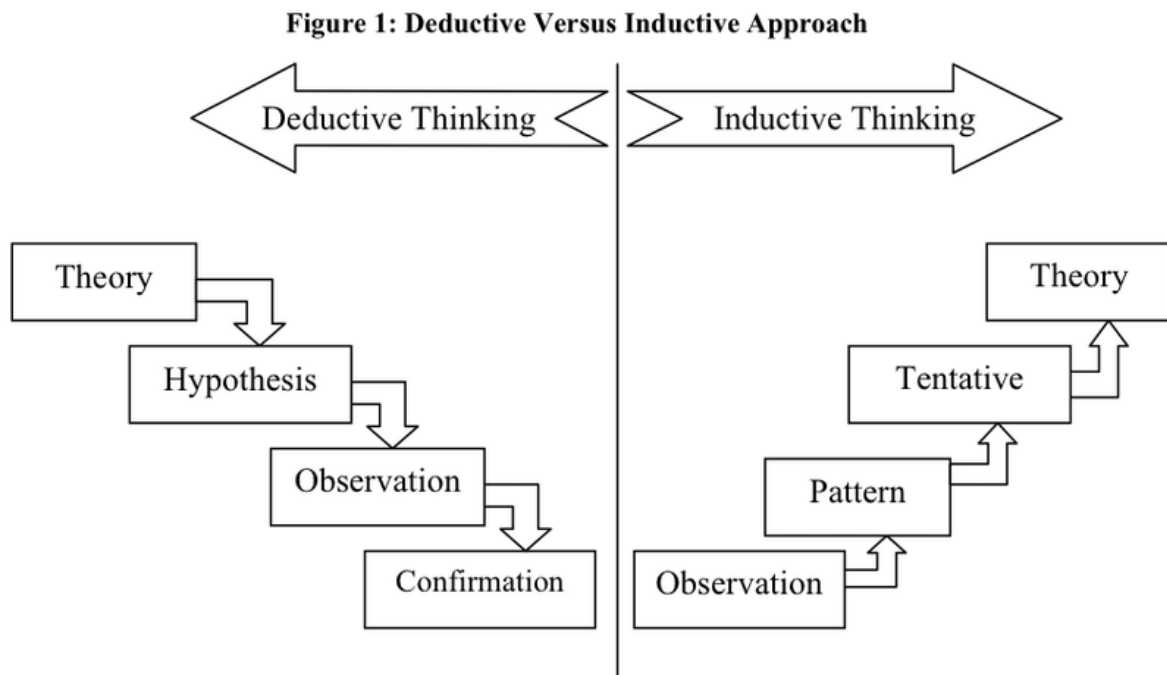 Figure 1: Deductive Versus Inductive Approach
Deductive Thinking
Inductive Thinking
Theory
Hypothesis
Observation
Confirmation
Theory
Tentative
Pattern
Observation